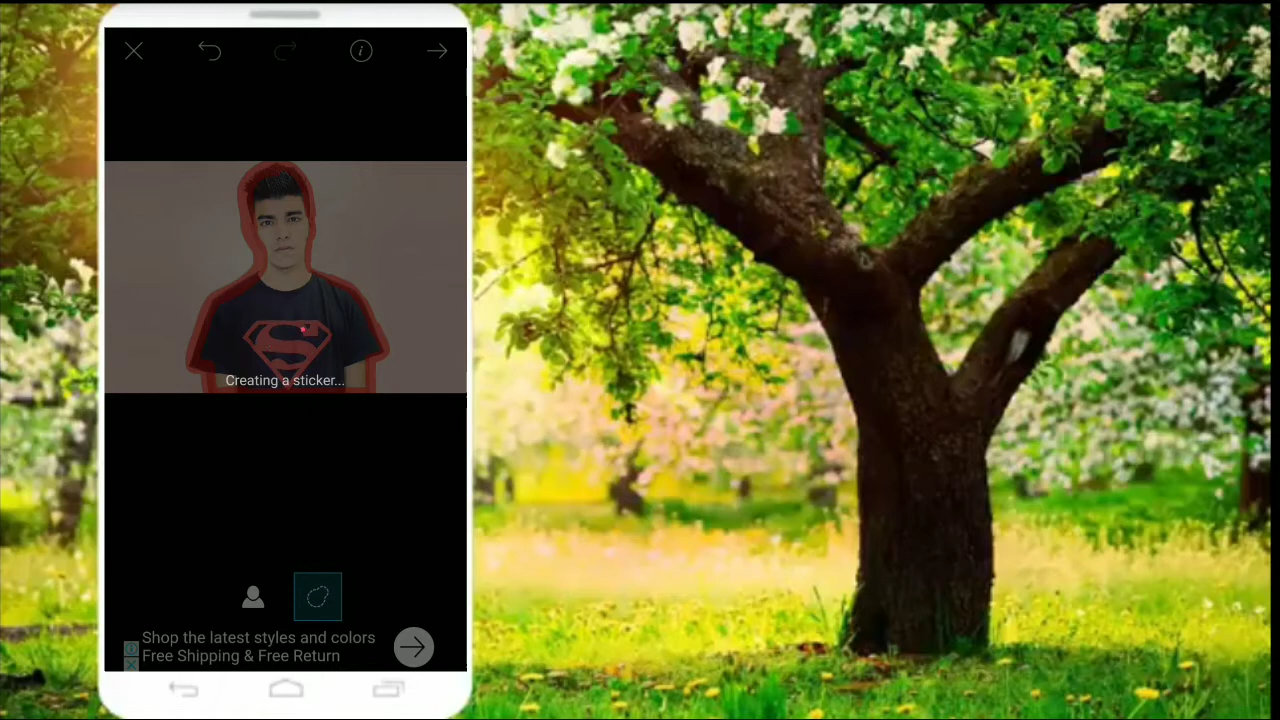 Creating a sticker...
Shop the latest styles and colors
Free Shipping & Free Return